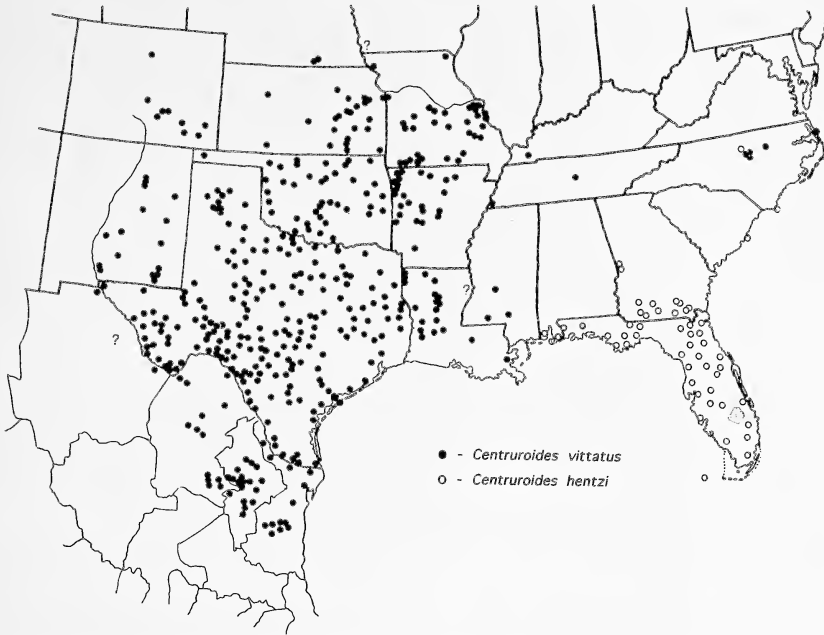 ?
?
?
● - Centruroides vittatus
○ - Centruroides hentzi